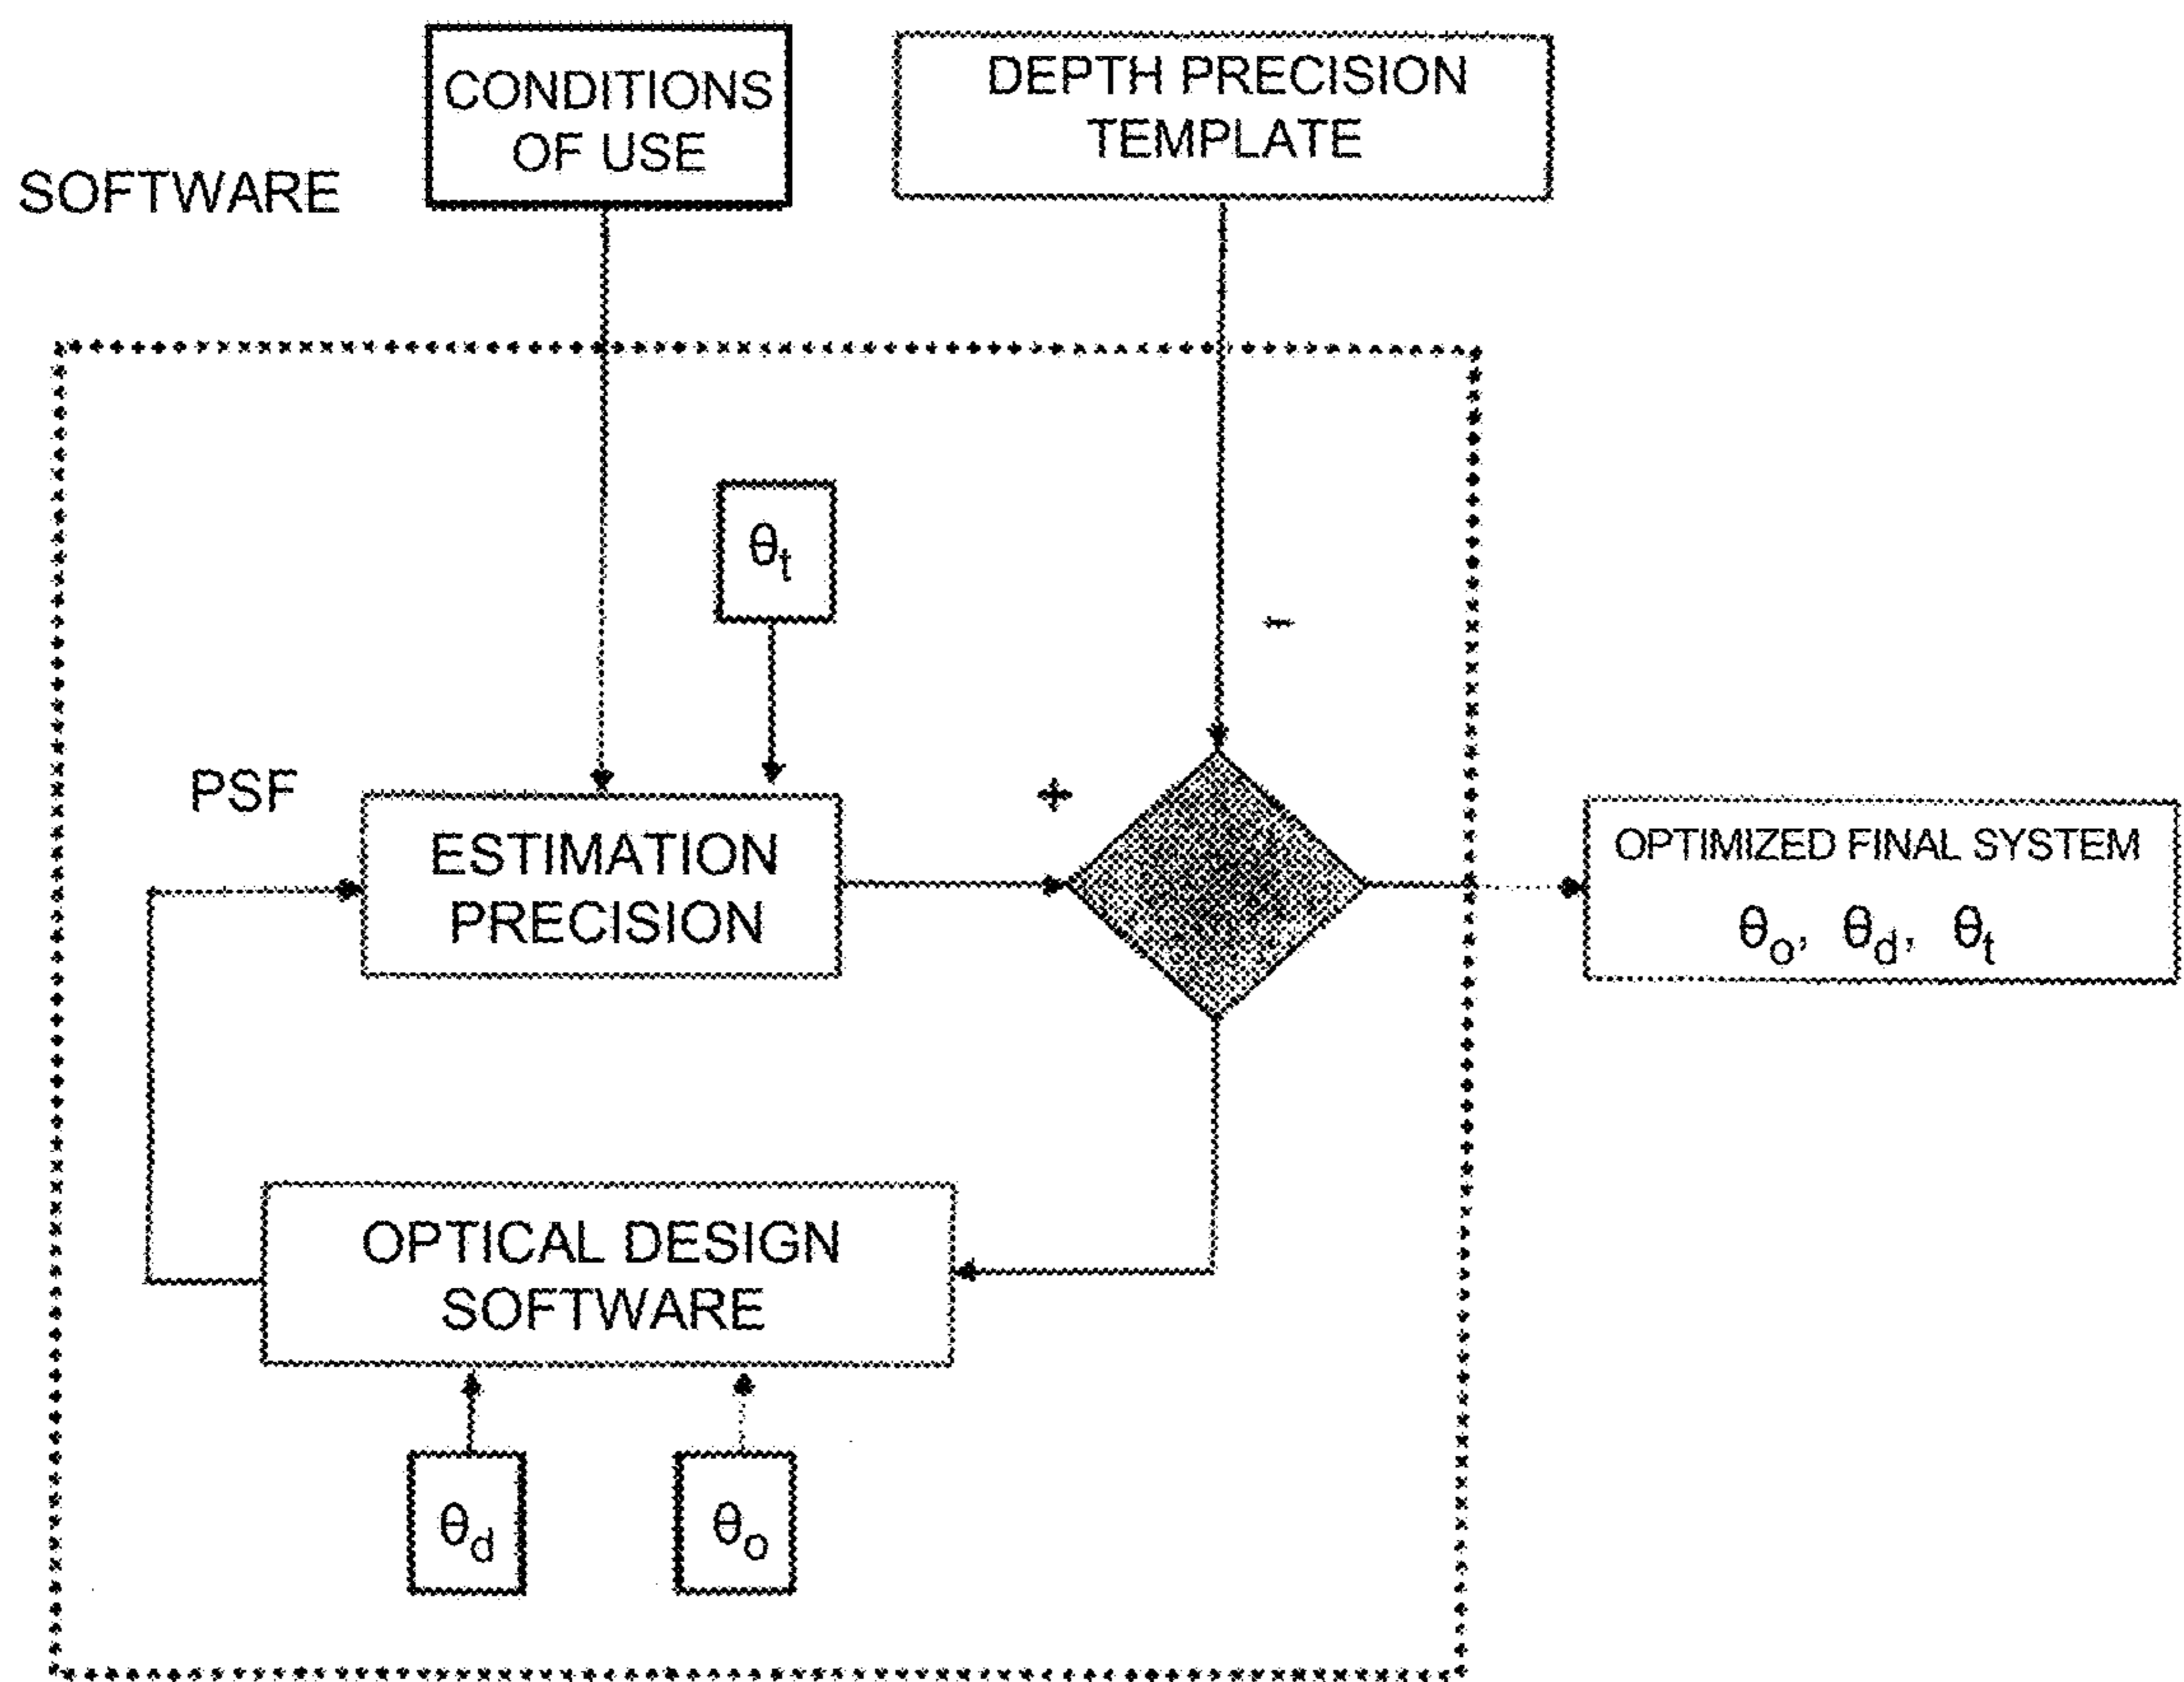 CONDITIONS
OF USE
DEPTH PRECISION
TEMPLATE
SOFTWARE
θt
-
PSF
+
ESTIMATION
PRECISION
OPTIMIZED FINAL SYSTEM
θo, θd, θt
OPTICAL DESIGN
SOFTWARE
θd
θo